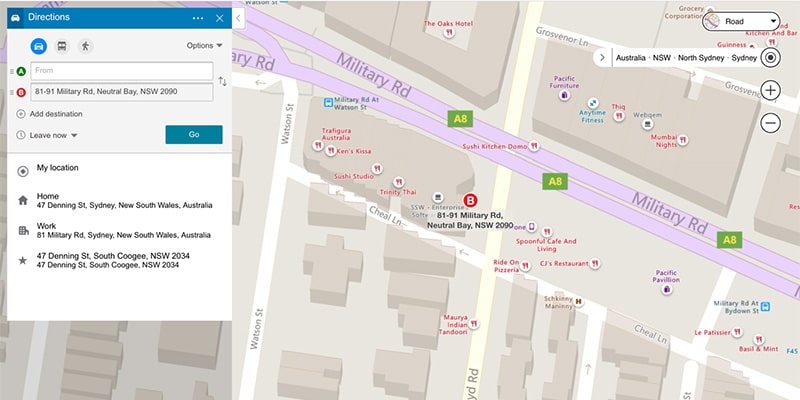 Directions
Options
A
From
B
81-91 Military Rd, Neutral Bay, NSW 2090
Add destination
Leave now
Go
My location
Home
47 Denning St, Sydney, New South Wales, Australia
Work
81 Military Rd, Sydney, New South Wales, Australia
47 Denning St, South Coogee, NSW 2034
47 Denning St, South Coogee, NSW 2034
The Oaks Hotel
Grocery
Corporation
Road
Kitchen And Bar
Guinness
Grosvenor Ln
Australia · NSW · North Sydney · Sydney
Military Rd
Military Rd
Grosvenor Ln
Pacific
Furniture
Anytime
Fitness
Thiq
Webqem
Mumbai
Nights
Watson St
Military Rd At
Watson St
Trafigura
Australia
Ken's Kissa
A8
Sushi Kitchen Domo
Sushi Studio
Trinity Thai
A8
Military Rd
SSW - Enterprise
Softw
B
81-91 Military Rd,
Neutral Bay, NSW 2090
Cheal Ln
one
Spoonful Cafe And
Living
A8
Ride On
Pizzeria
CJ's Restaurant
Pacific
Pavillion
Schkinny
Maninny
H
Military Rd At
Bydown St
Watson St
Maurya
Indian
Tandoori
Cheal Ln
Le Patissier
Basil & Mint
F45
yd Rd